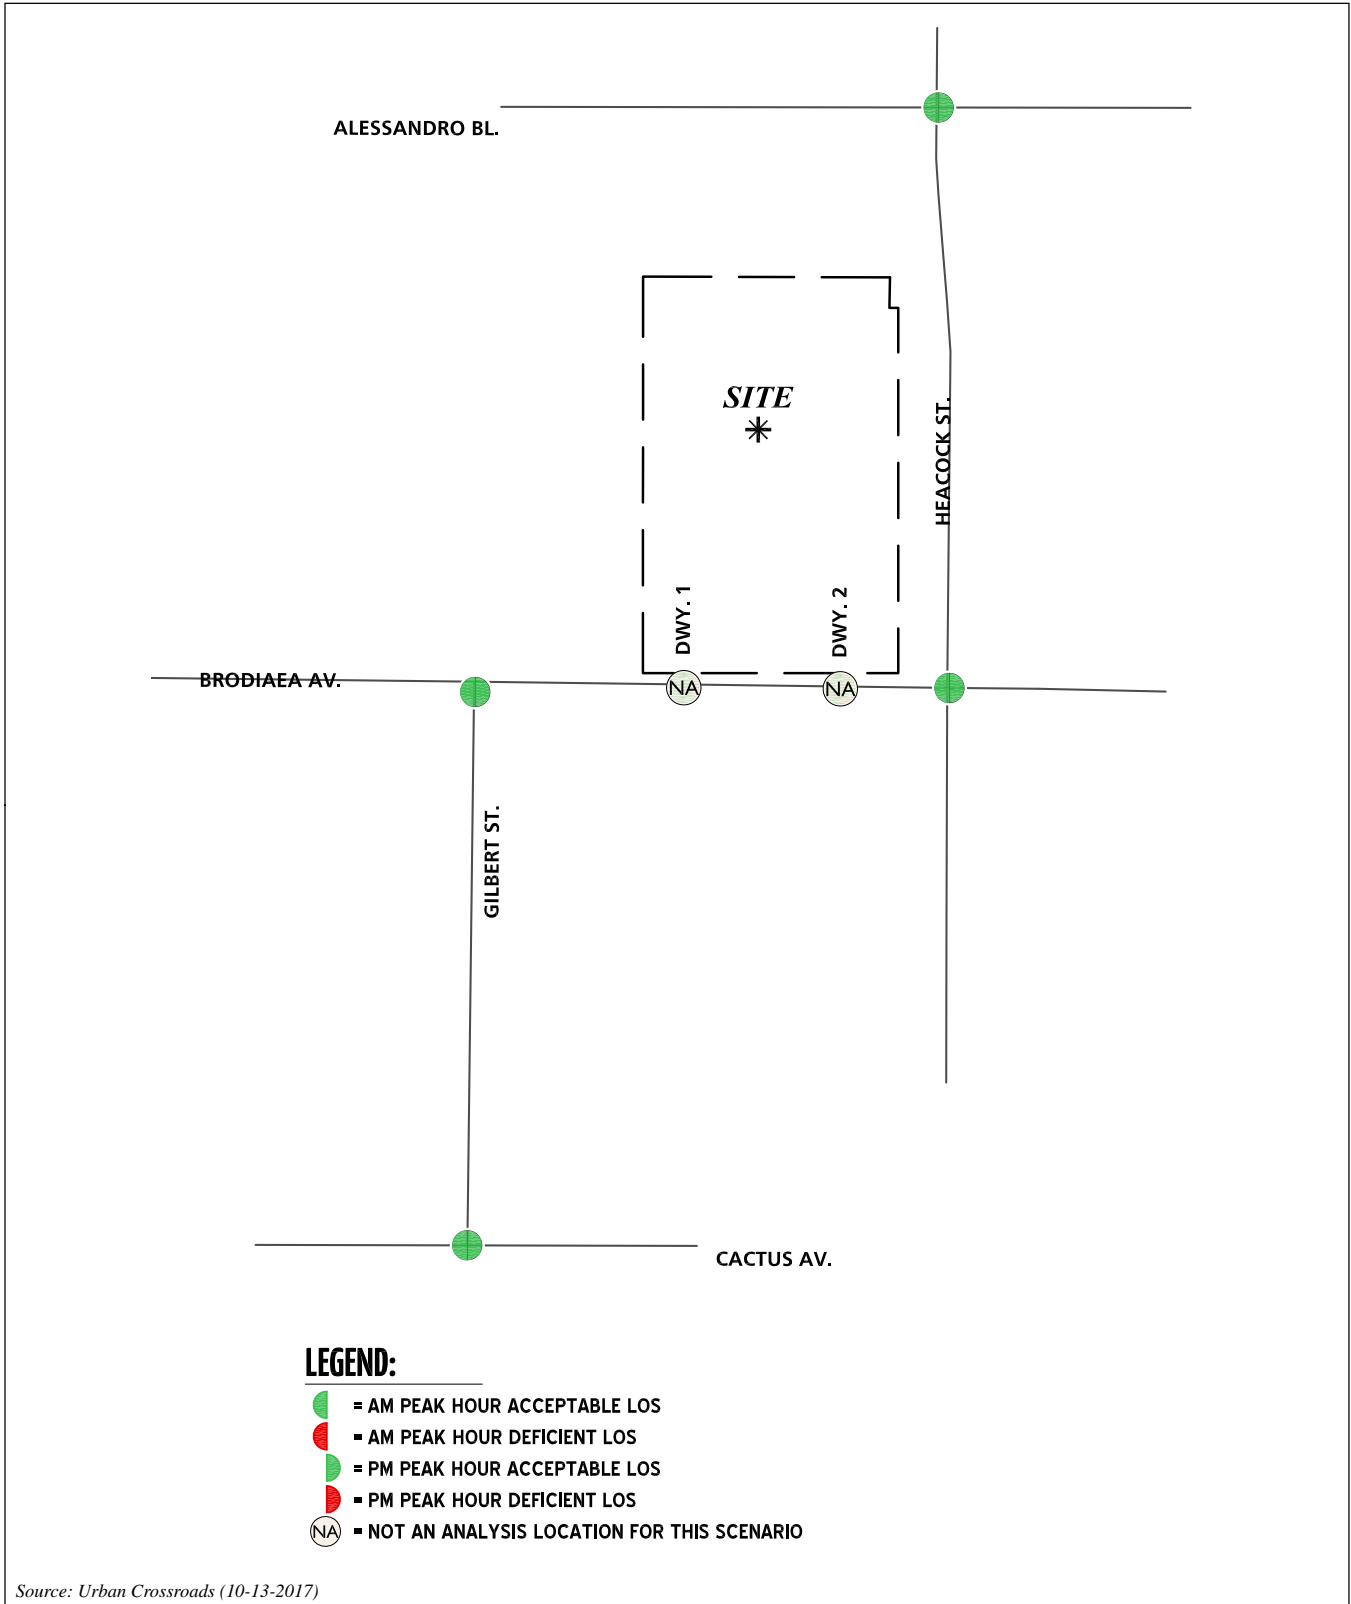 ALESSANDRO BL.
SITE
HEACOCK ST.
DWY. 1
DWY. 2
BRODIAEA AV.
NA
NA
GILBERT ST.
CACTUS AV.
LEGEND:
= AM PEAK HOUR ACCEPTABLE LOS
= AM PEAK HOUR DEFICIENT LOS
= PM PEAK HOUR ACCEPTABLE LOS
= PM PEAK HOUR DEFICIENT LOS
NA = NOT AN ANALYSIS LOCATION FOR THIS SCENARIO
Source: Urban Crossroads (10-13-2017)